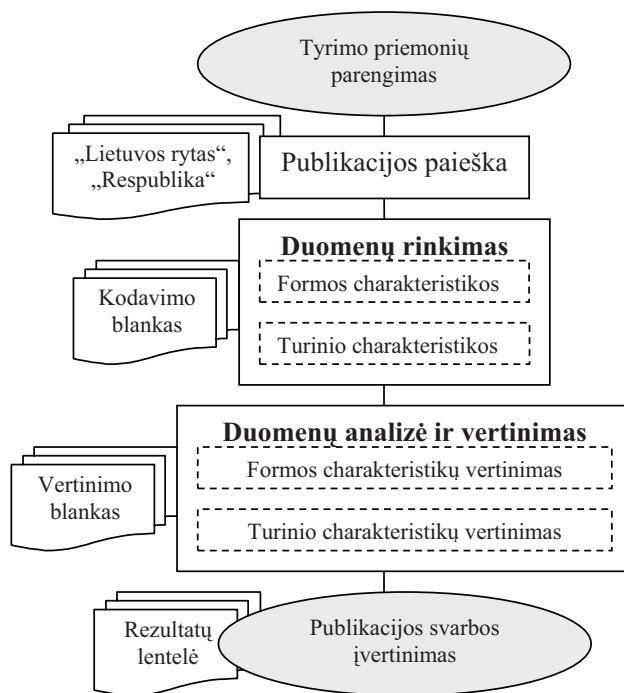 Tyrimo priemonių
parengimas
„Lietuvos rytas“,
„Respublika“
Publikacijos paieška
Duomenų rinkimas
Formos charakteristikos
Turinio charakteristikos
Kodavimo
blankas
Duomenų analizė ir vertinimas
Formos charakteristikų vertinimas
Turinio charakteristikų vertinimas
Vertinimo
blankas
Rezultatų
lentelė
Publikacijos svarbos
įvertinimas